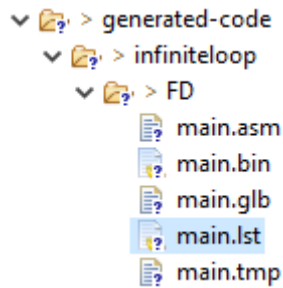 > generated-code
> infiniteloop
> FD
main.asm
main.bin
main.glb
main.lst
main.tmp